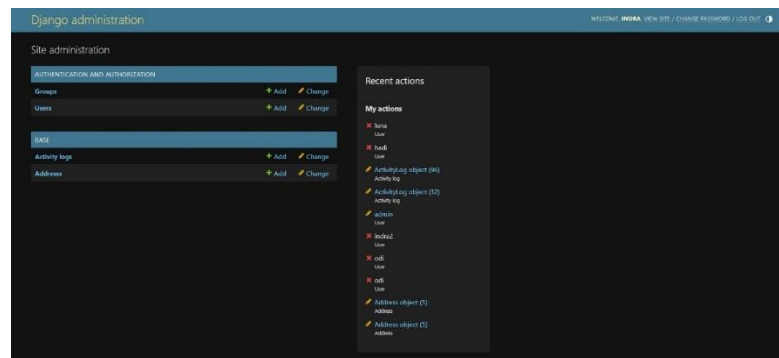 Django administration
WELCOME, INDRA. VIEW SITE / CHANGE PASSWORD / LOG OUT
Site administration
AUTHENTICATION AND AUTHORIZATION
Groups + Add Change
Users + Add Change
BASE
Activity logs + Add Change
Addresss + Add Change
Recent actions
My actions
luna
User
hadi
User
ActivityLog object (96)
Activity log
ActivityLog object (32)
Activity log
admin
User
indra2
User
odi
User
odi
User
Address object (5)
Address
Address object (5)
Address